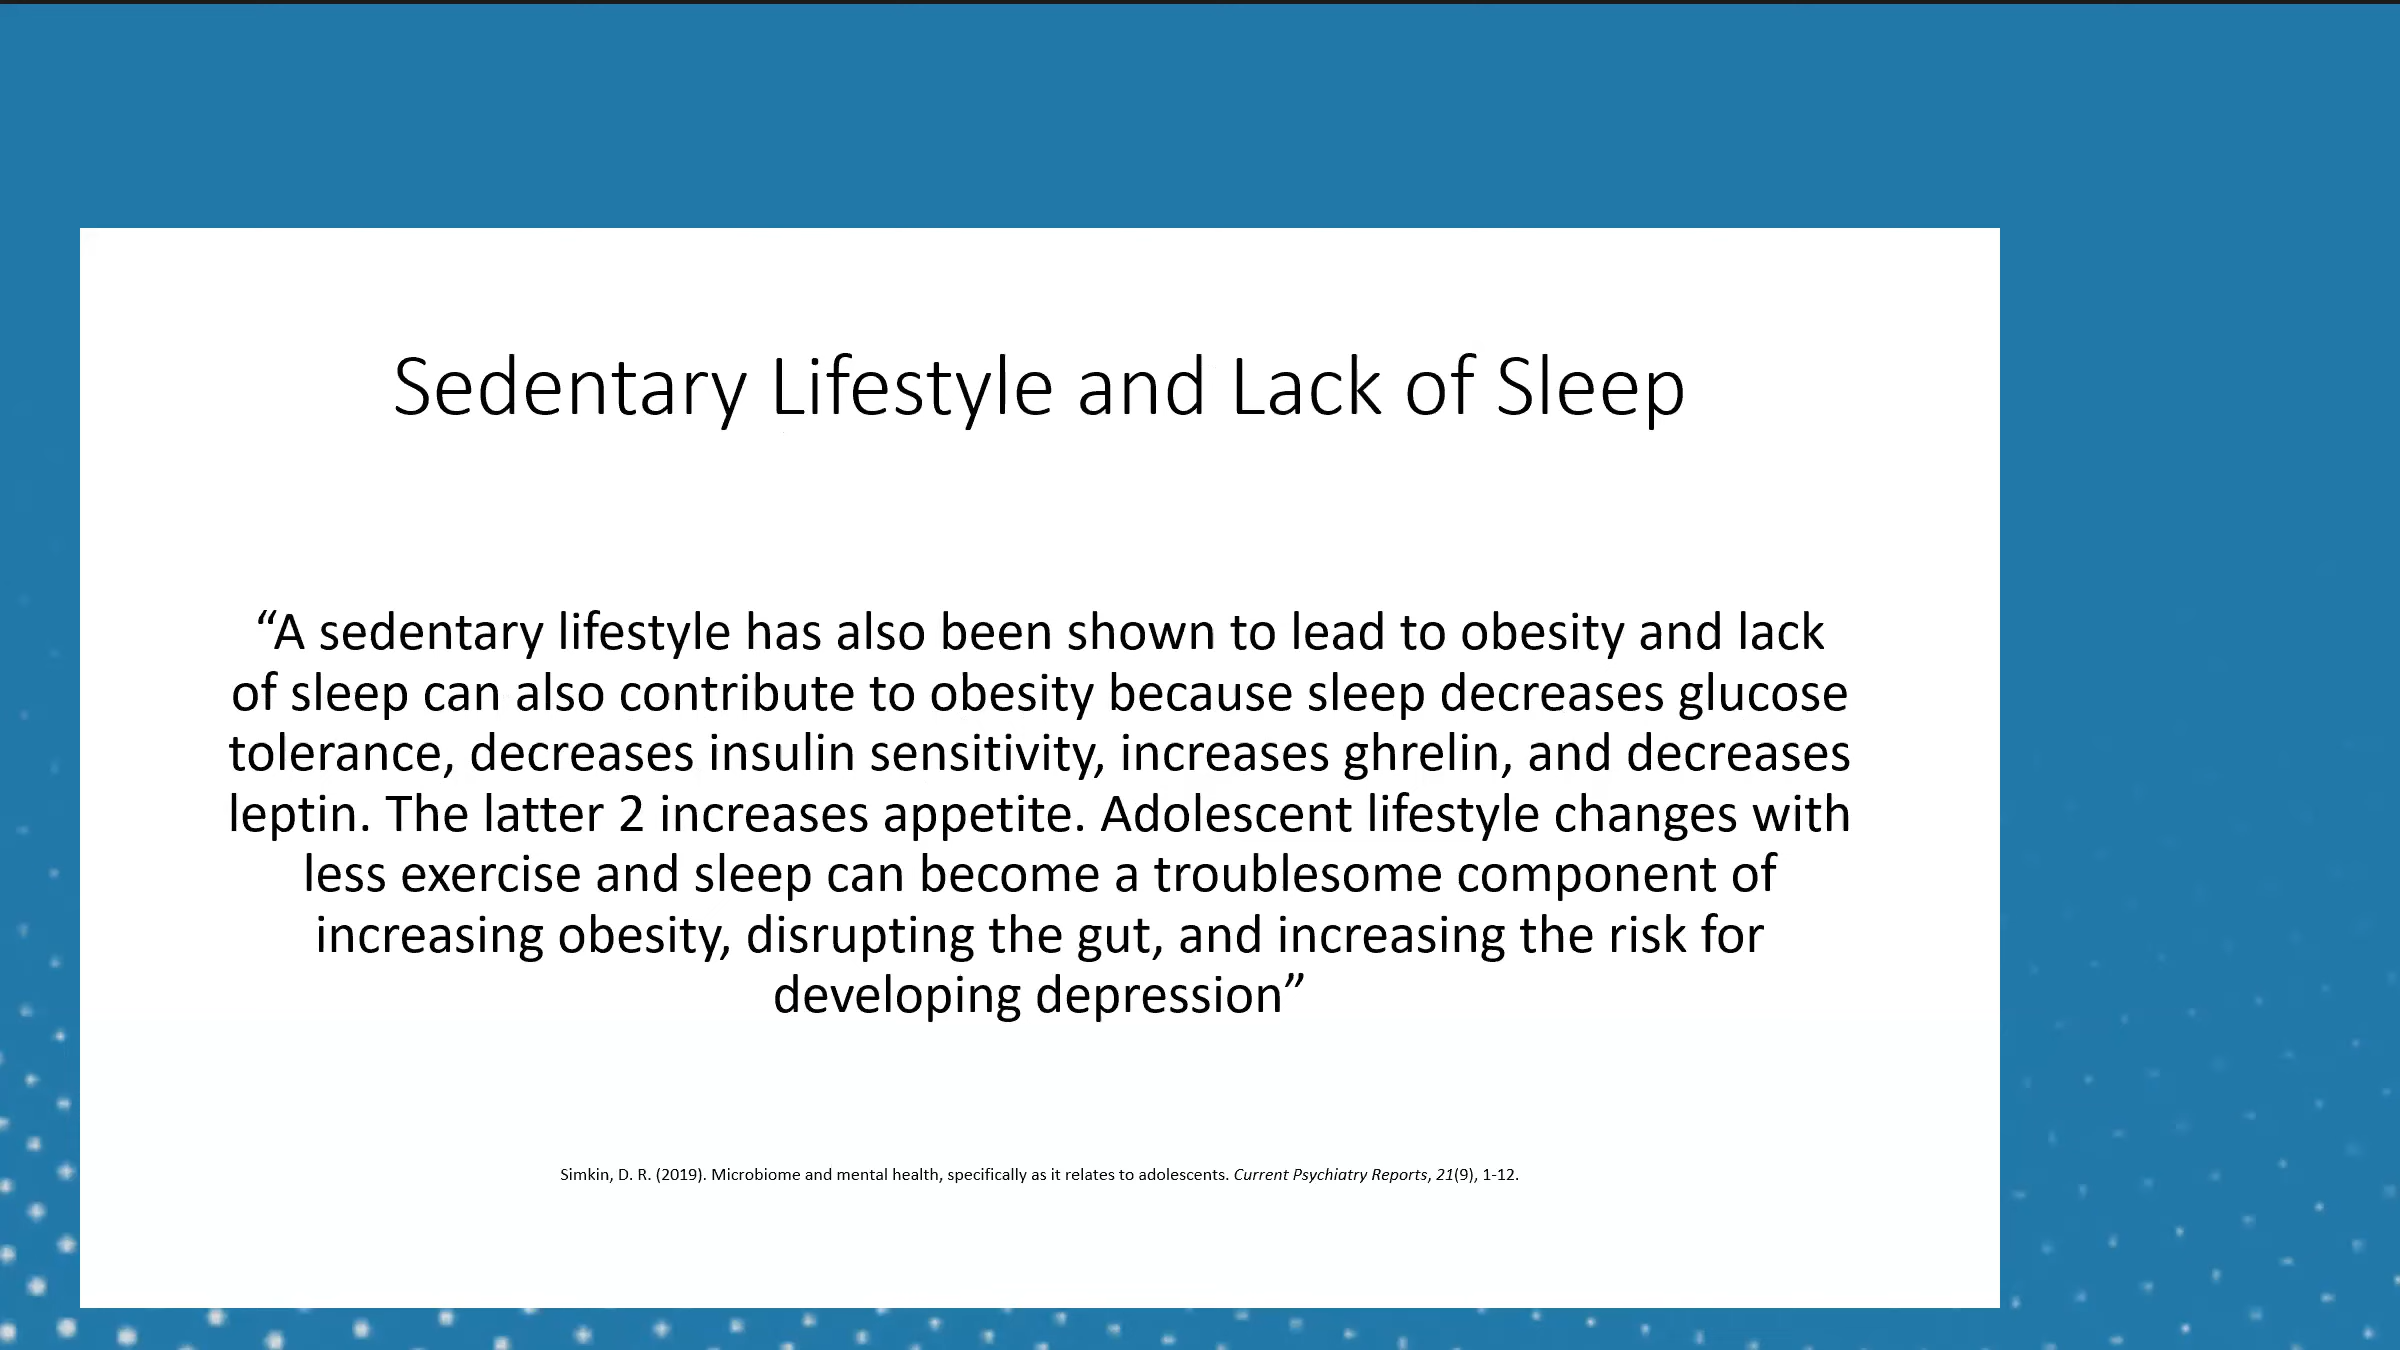 Sedentary Lifestyle and Lack of Sleep
“A sedentary lifestyle has also been shown to lead to obesity and lack
of sleep can also contribute to obesity because sleep decreases glucose
tolerance, decreases insulin sensitivity, increases ghrelin, and decreases
leptin. The latter 2 increases appetite. Adolescent lifestyle changes with
less exercise and sleep can become a troublesome component of
increasing obesity, disrupting the gut, and increasing the risk for
developing depression”
Simkin, D. R. (2019). Microbiome and mental health, specifically as it relates to adolescents. Current Psychiatry Reports, 21(9), 1-12.